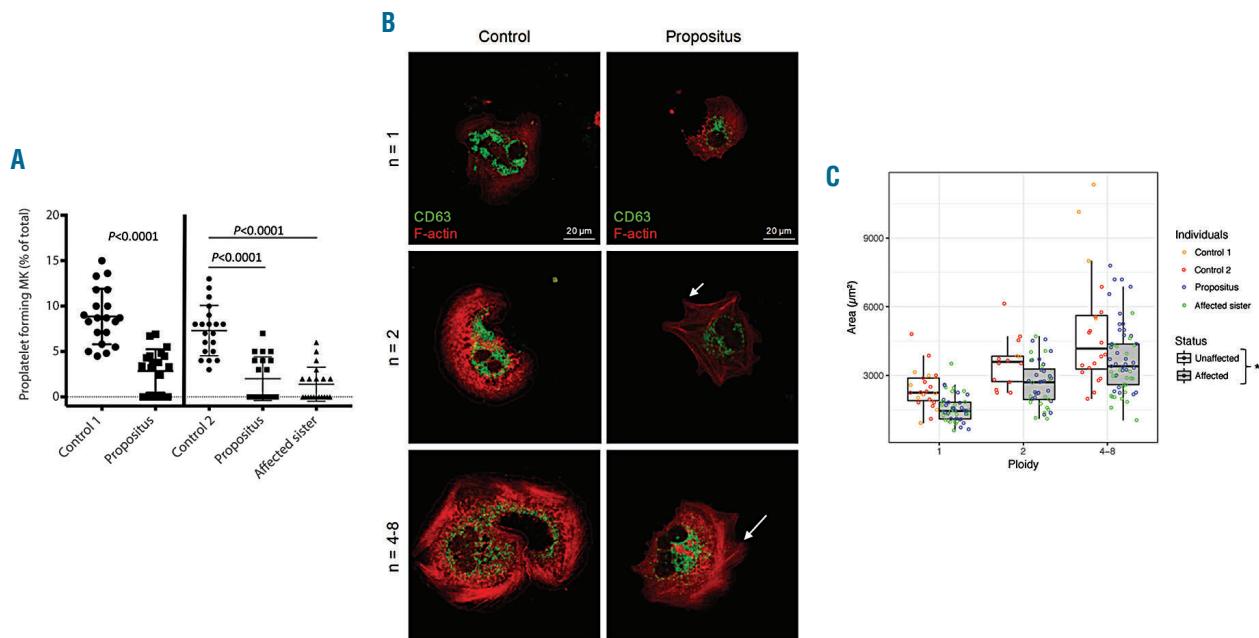 A
Proplatelet forming MK (% of total)
20
15
10
5
0
P<0.0001
P<0.0001
P<0.0001
Control 1
Propositus
Control 2
Propositus
Affected sister
B
Control
Propositus
n = 1
CD63
F-actin
20 µm
CD63
F-actin
20 µm
n = 2
n = 4-8
C
Area (µm²)
9000
6000
3000
1
2
4-8
Ploidy
Individuals
Control 1
Control 2
Propositus
Affected sister
Status
Unaffected
Affected
*